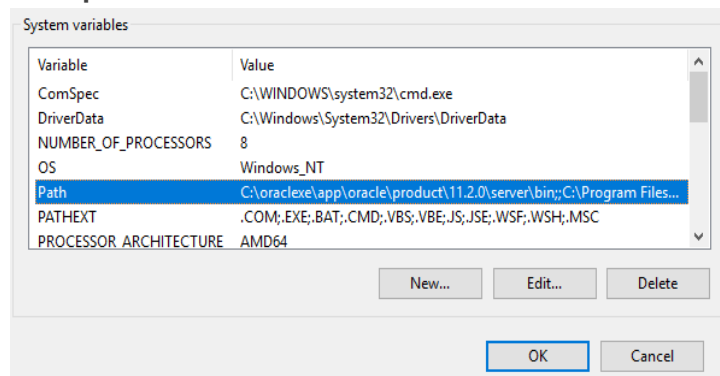 System variables
Variable Value
ComSpec C:\WINDOWS\system32\cmd.exe
DriverData C:\Windows\System32\Drivers\DriverData
NUMBER_OF_PROCESSORS 8
OS Windows_NT
Path C:\oraclexe\app\oracle\product\11.2.0\server\bin;;C:\Program Files...
PATHEXT .COM;.EXE;.BAT;.CMD;.VBS;.VBE;.JS;.JSE;.WSF;.WSH;.MSC
PROCESSOR_ARCHITECTURE AMD64
New... Edit... Delete
OK Cancel